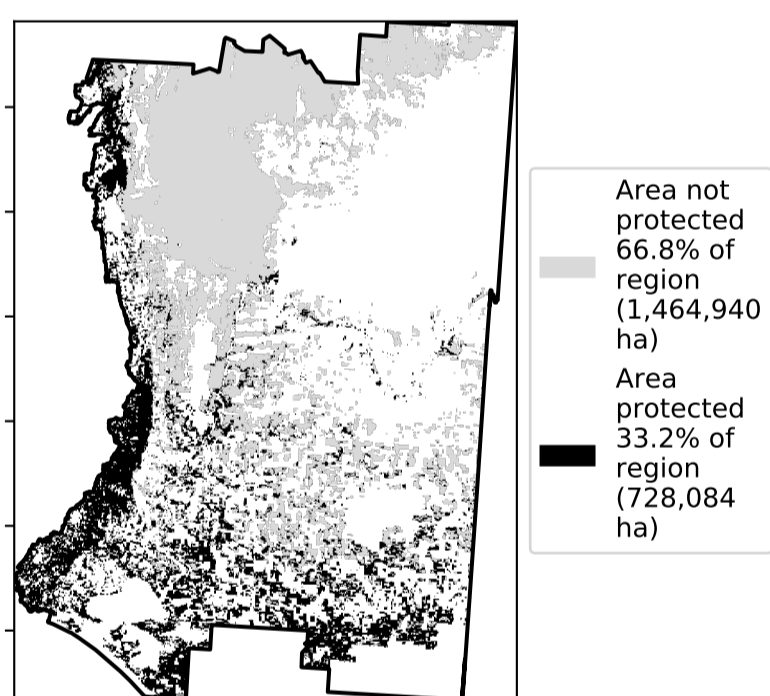 Area not
protected
66.8% of
region
(1,464,940
ha)
Area
protected
33.2% of
region
(728,084
ha)